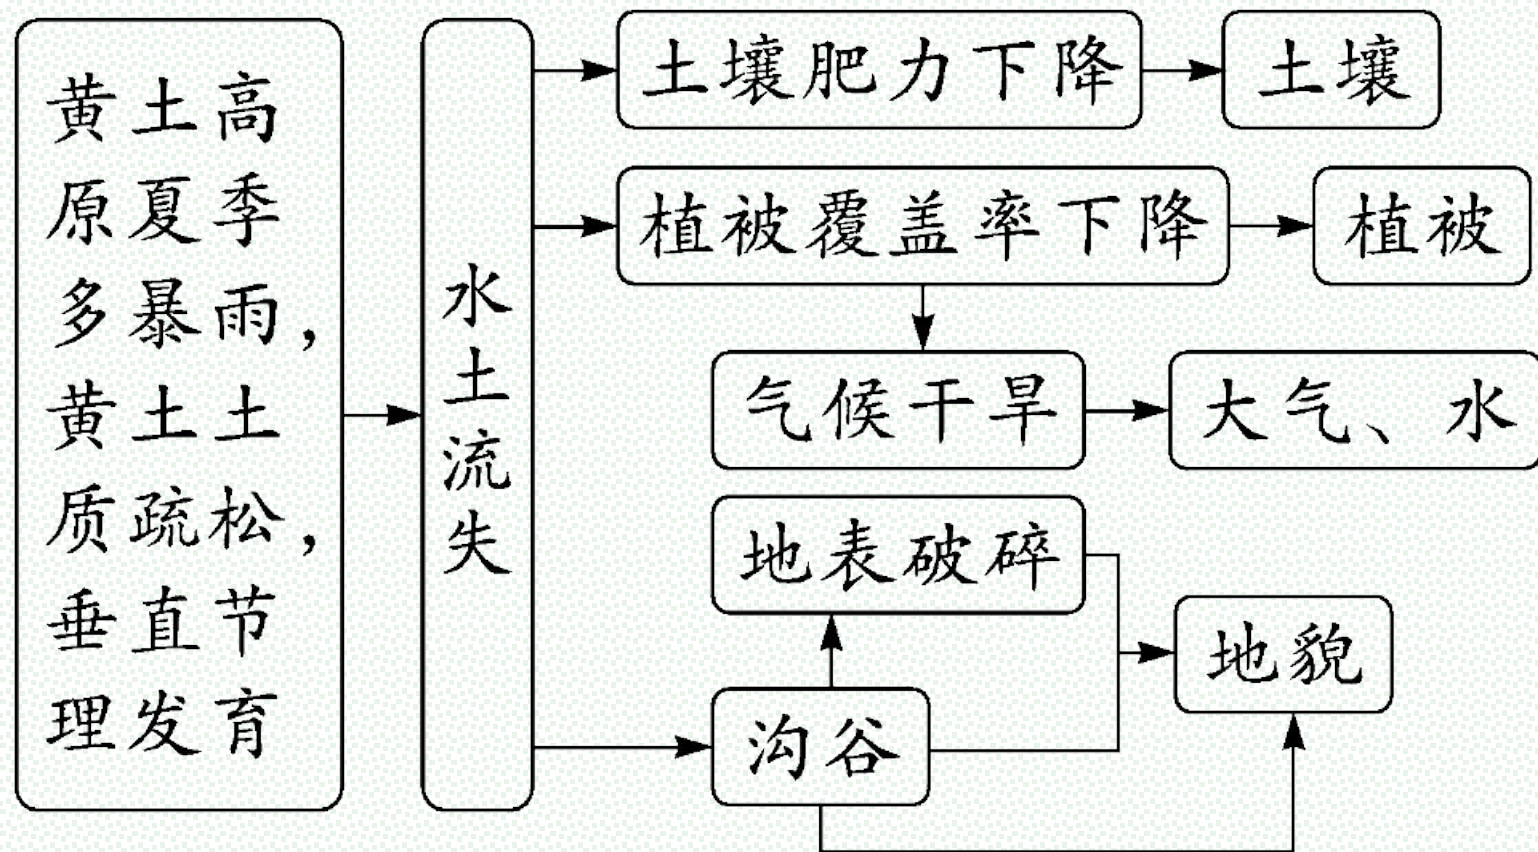 黄土高
原夏季
多暴雨，
黄土土
质疏松，
垂直节
理发育
水土流失
土壤肥力下降
土壤
植被覆盖率下降
植被
气候干旱
大气、水
地表破碎
地貌
沟谷